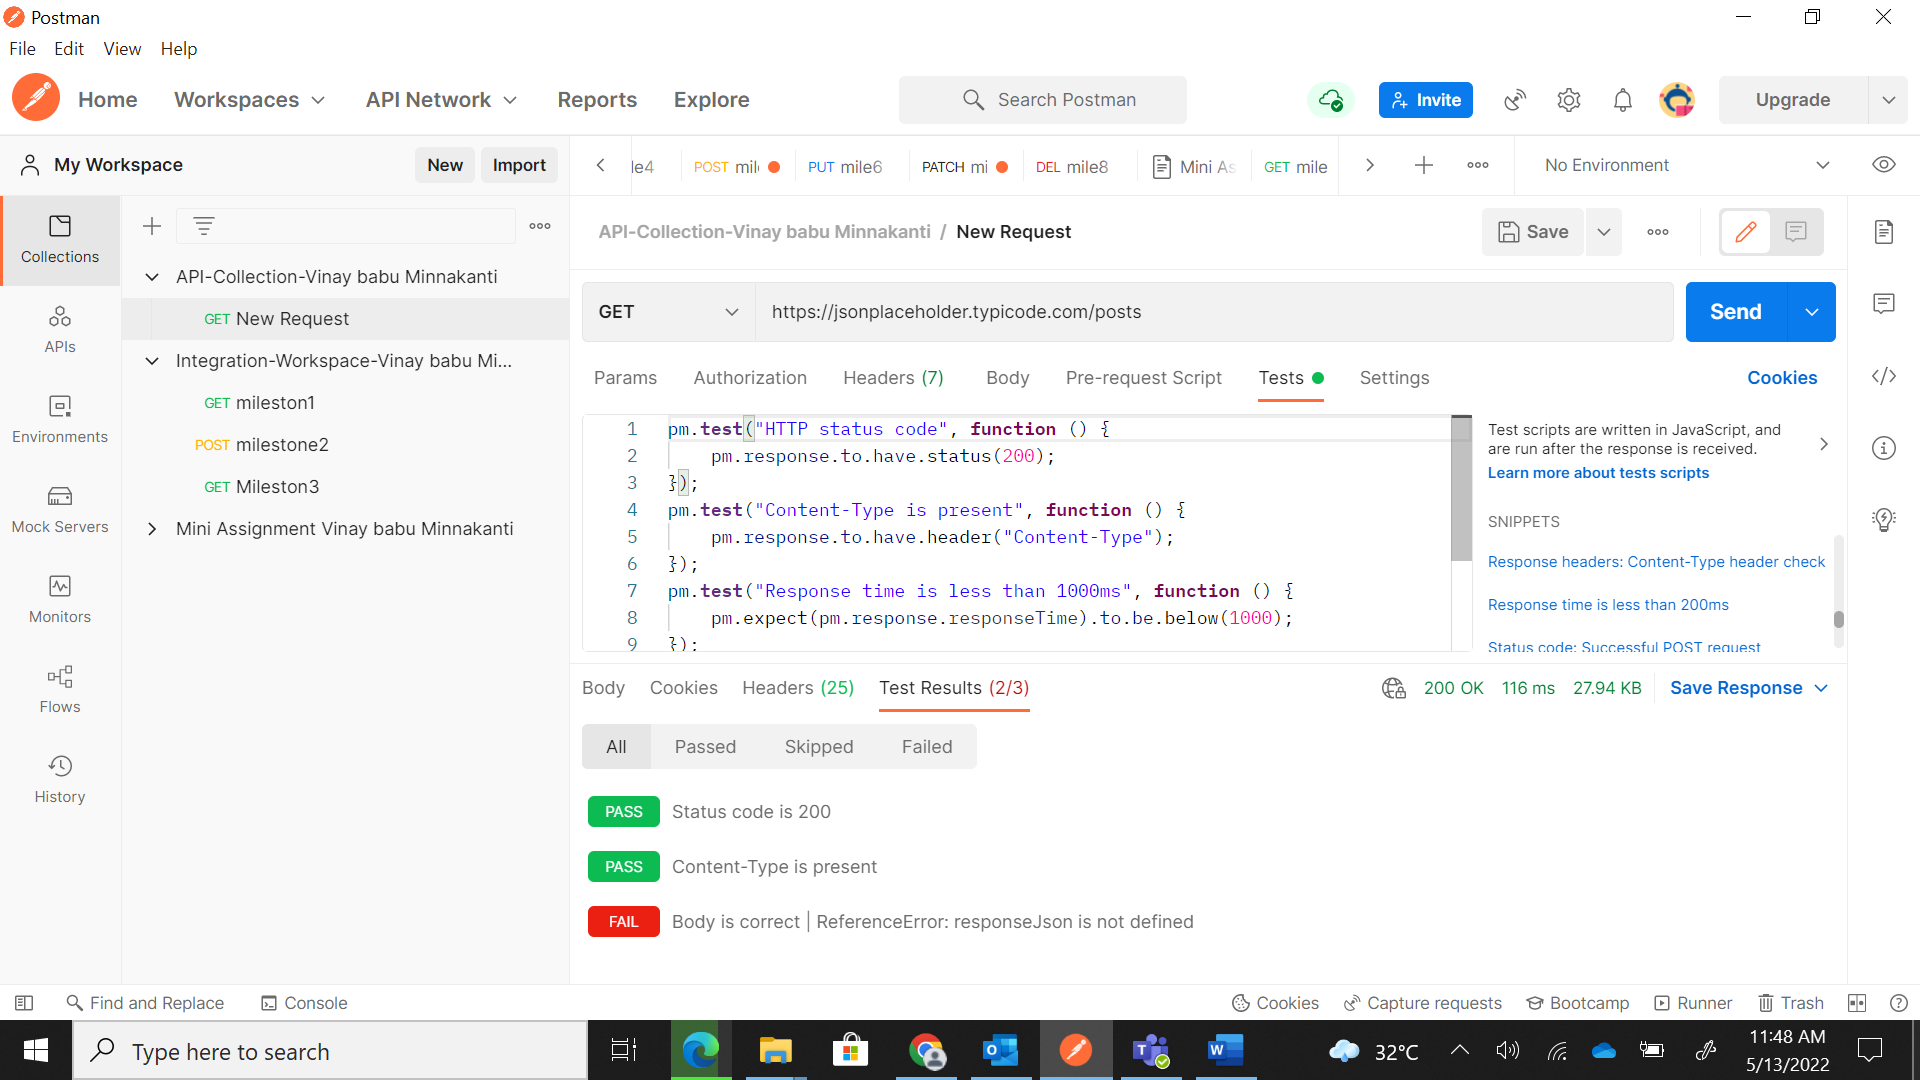 Postman
File Edit View Help
Home Workspaces API Network Reports Explore Search Postman Invite Upgrade
My Workspace New Import
le4 POST mil PUT mile6 PATCH mi DEL mile8 Mini As GET mile No Environment
Collections
APIs
Environments
Mock Servers
Monitors
Flows
History
API-Collection-Vinay babu Minnakanti
GET New Request
Integration-Workspace-Vinay babu Mi...
GET mileston1
POST milestone2
GET Mileston3
Mini Assignment Vinay babu Minnakanti
API-Collection-Vinay babu Minnakanti / New Request Save
GET https://jsonplaceholder.typicode.com/posts Send
Params Authorization Headers (7) Body Pre-request Script Tests Settings Cookies
1 pm.test("HTTP status code", function () {
2 pm.response.to.have.status(200);
3 });
4 pm.test("Content-Type is present", function () {
5 pm.response.to.have.header("Content-Type");
6 });
7 pm.test("Response time is less than 1000ms", function () {
8 pm.expect(pm.response.responseTime).to.be.below(1000);
9 });
Test scripts are written in JavaScript, and
are run after the response is received.
Learn more about tests scripts
SNIPPETS
Response headers: Content-Type header check
Response time is less than 200ms
Status code: Successful POST request
Body Cookies Headers (25) Test Results (2/3) 200 OK 116 ms 27.94 KB Save Response
All Passed Skipped Failed
PASS Status code is 200
PASS Content-Type is present
FAIL Body is correct | ReferenceError: responseJson is not defined
Find and Replace Console Cookies Capture requests Bootcamp Runner Trash
Type here to search 32°C 11:48 AM
5/13/2022